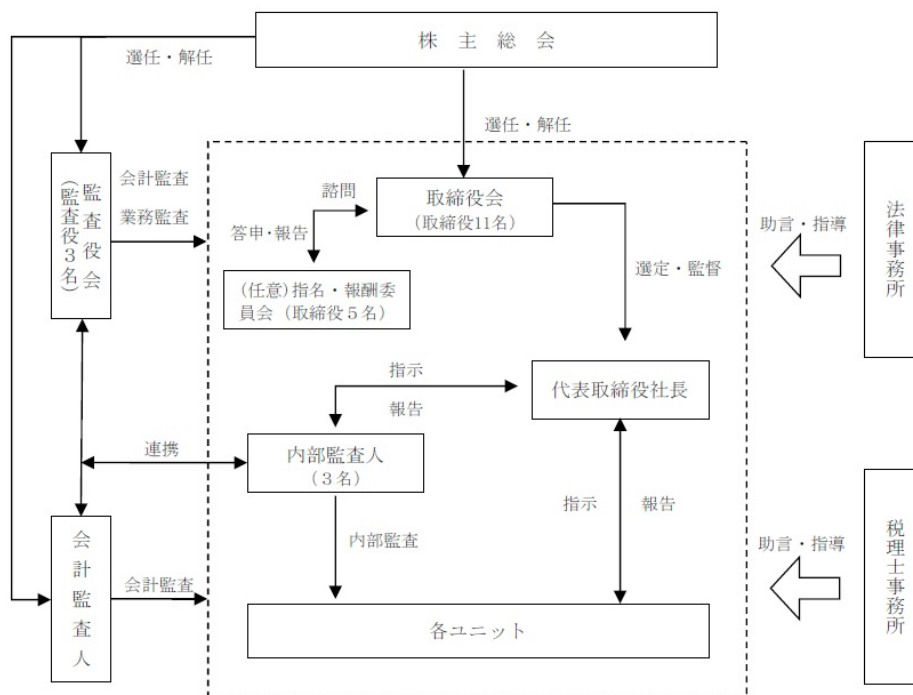 株主総会
選任・解任
選任・解任
監査役会
(監査役3名)
会計監査
業務監査
諮問
取締役会
(取締役11名)
答申・報告
選定・監督
(任意)指名・報酬委
員会(取締役5名)
助言・指導
法律事務所
指示
報告
代表取締役社長
連携
内部監査人
(3名)
指示
報告
内部監査
会計監査人
会計監査
各ユニット
助言・指導
税理士事務所